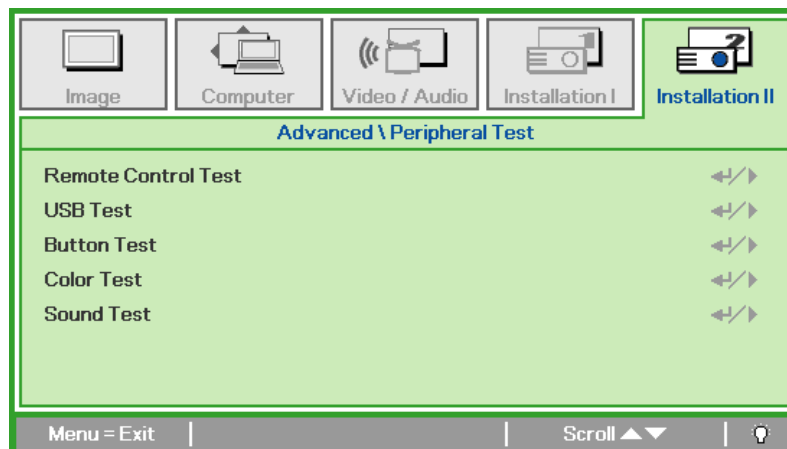 Image Computer Video / Audio Installation I Installation II
Advanced \ Peripheral Test
Remote Control Test
USB Test
Button Test
Color Test
Sound Test
Menu = Exit Scroll